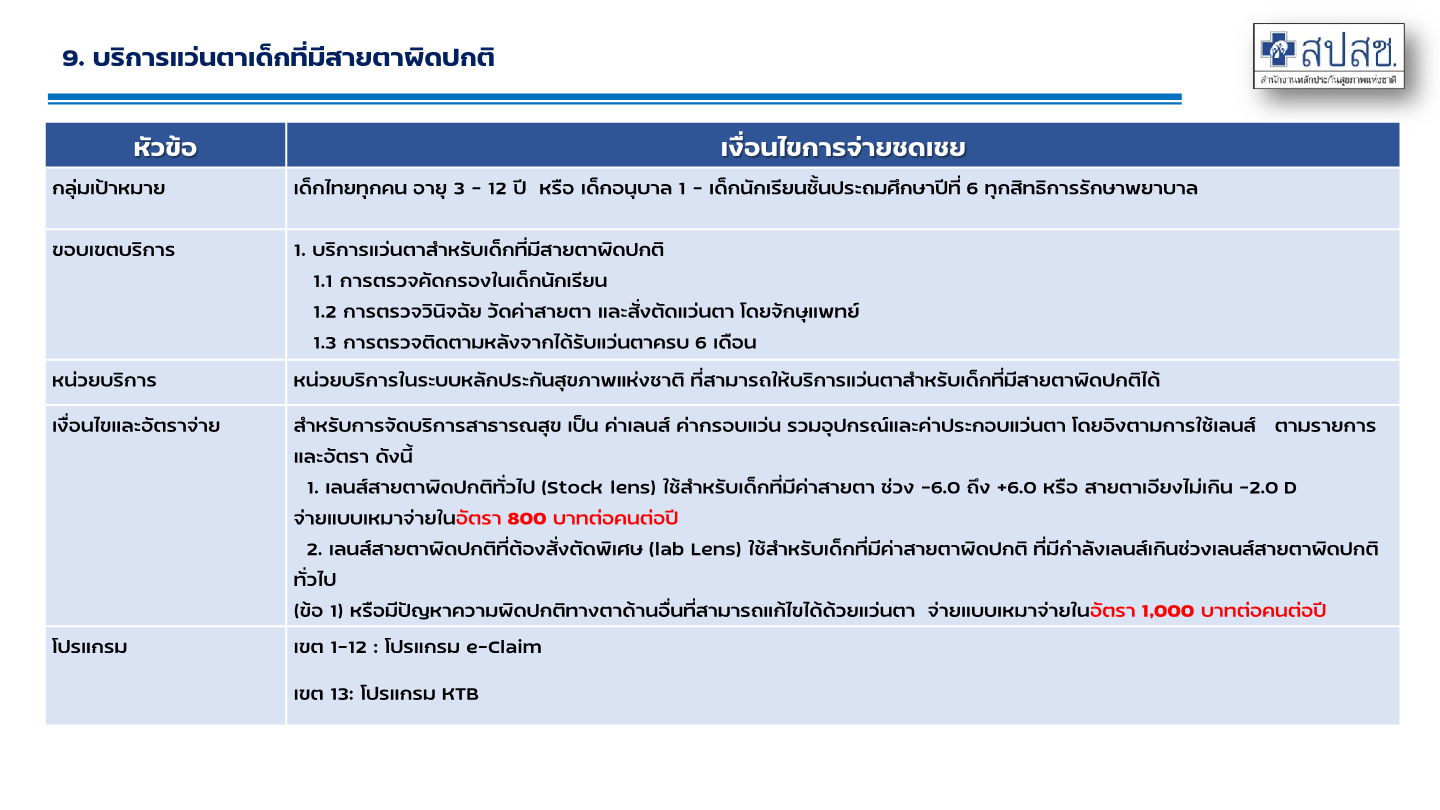 9. บริการแว่นตาเด็กที่มีสายตาผิดปกติ
สปสช.
สำนักงานหลักประกันสุขภาพแห่งชาติ
หัวข้อ
เงื่อนไขการจ่ายชดเชย
กลุ่มเป้าหมาย
เด็กไทยทุกคน อายุ 3 - 12 ปี หรือ เด็กอนุบาล 1 - เด็กนักเรียนชั้นประถมศึกษาปีที่ 6 ทุกสิทธิการรักษาพยาบาล
ขอบเขตบริการ
1. บริการแว่นตาสำหรับเด็กที่มีสายตาผิดปกติ
1.1 การตรวจคัดกรองในเด็กนักเรียน
1.2 การตรวจวินิจฉัย วัดค่าสายตา และสั่งตัดแว่นตา โดยจักษุแพทย์
1.3 การตรวจติดตามหลังจากได้รับแว่นตาครบ 6 เดือน
หน่วยบริการ
หน่วยบริการในระบบหลักประกันสุขภาพแห่งชาติ ที่สามารถให้บริการแว่นตาสำหรับเด็กที่มีสายตาผิดปกติได้
เงื่อนไขและอัตราจ่าย
สำหรับการจัดบริการสาธารณสุข เป็น ค่าเลนส์ ค่ากรอบแว่น รวมอุปกรณ์และค่าประกอบแว่นตา โดยอิงตามการใช้เลนส์ ตามรายการ
และอัตรา ดังนี้
1. เลนส์สายตาผิดปกติทั่วไป (Stock lens) ใช้สำหรับเด็กที่มีค่าสายตา ช่วง -6.0 ถึง +6.0 หรือ สายตาเอียงไม่เกิน -2.0 D
จ่ายแบบเหมาจ่ายในอัตรา 800 บาทต่อคนต่อปี
2. เลนส์สายตาผิดปกติที่ต้องสั่งตัดพิเศษ (lab Lens) ใช้สำหรับเด็กที่มีค่าสายตาผิดปกติ ที่มีกำลังเลนส์เกินช่วงเลนส์สายตาผิดปกติ
ทั่วไป
(ข้อ 1) หรือมีปัญหาความผิดปกติทางตาด้านอื่นที่สามารถแก้ไขได้ด้วยแว่นตา จ่ายแบบเหมาจ่ายในอัตรา 1,000 บาทต่อคนต่อปี
โปรแกรม
เขต 1-12 : โปรแกรม e-Claim
เขต 13: โปรแกรม KTB